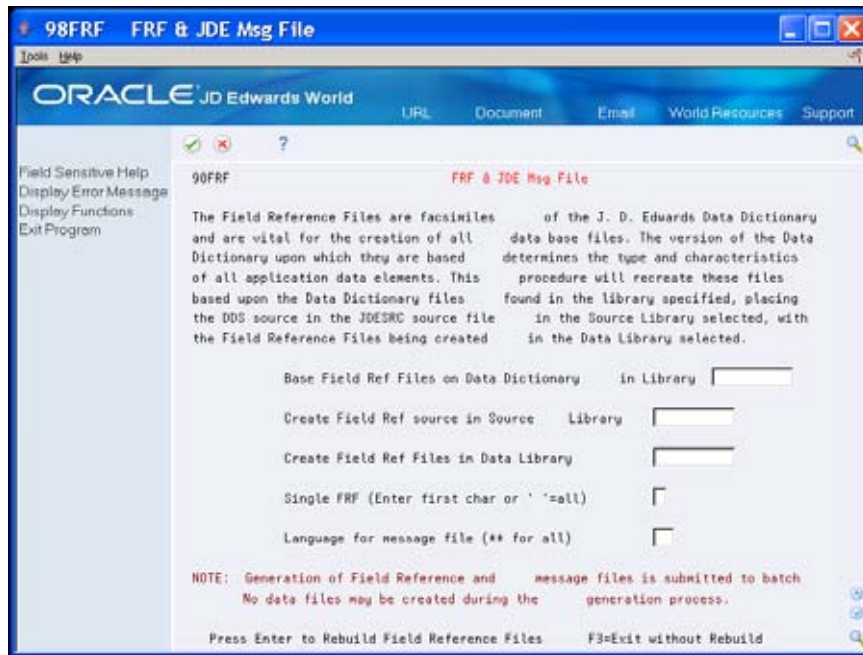 98FRF FRF & JDE Msg File
Tools Help
ORACLE JD Edwards World
URL Document Email World Resources Support
?
Field Sensitive Help
Display Error Message
Display Functions
Exit Program
90FRF FRF & JDE Msg File
The Field Reference Files are facsimiles of the J. D. Edwards Data Dictionary
and are vital for the creation of all data base files. The version of the Data
Dictionary upon which they are based determines the type and characteristics
of all application data elements. This procedure will recreate these files
based upon the Data Dictionary files found in the library specified, placing
the DDS source in the JDESRC source file in the Source Library selected, with
the Field Reference Files being created in the Data Library selected.
Base Field Ref Files on Data Dictionary in Library
Create Field Ref source in Source Library
Create Field Ref Files in Data Library
Single FRF (Enter first char or ' '=all)
Language for message file (** for all)
NOTE: Generation of Field Reference and message files is submitted to batch
No data files may be created during the generation process.
Press Enter to Rebuild Field Reference Files F3=Exit without Rebuild